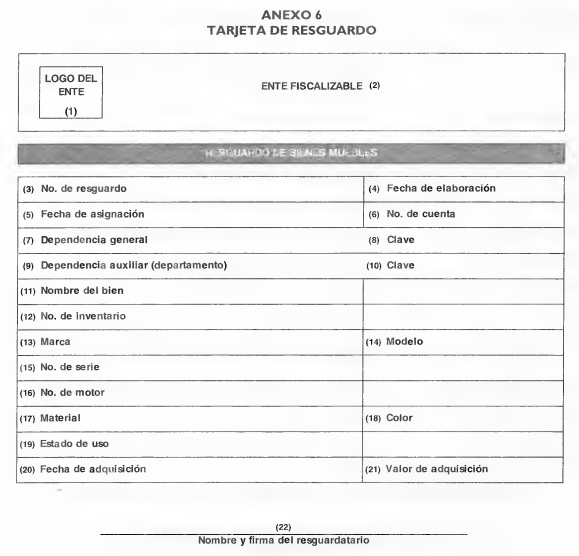 ANEXO 6
TARJETA DE RESGUARDO
LOGO DEL
ENTE
(1)
ENTE FISCALIZABLE (2)
RESGUARDO DE BIENES MUEBLES
(3) No. de resguardo (4) Fecha de elaboración
(5) Fecha de asignación (6) No. de cuenta
(7) Dependencia general (8) Clave
(9) Dependencia auxiliar (departamento) (10) Clave
(11) Nombre del bien
(12) No. de Inventario
(13) Marca (14) Modelo
(15) No. de serie
(16) No. de motor
(17) Material (18) Color
(19) Estado de uso
(20) Fecha de adquisición (21) Valor de adquisición
(22)
Nombre y firma del resguardatario